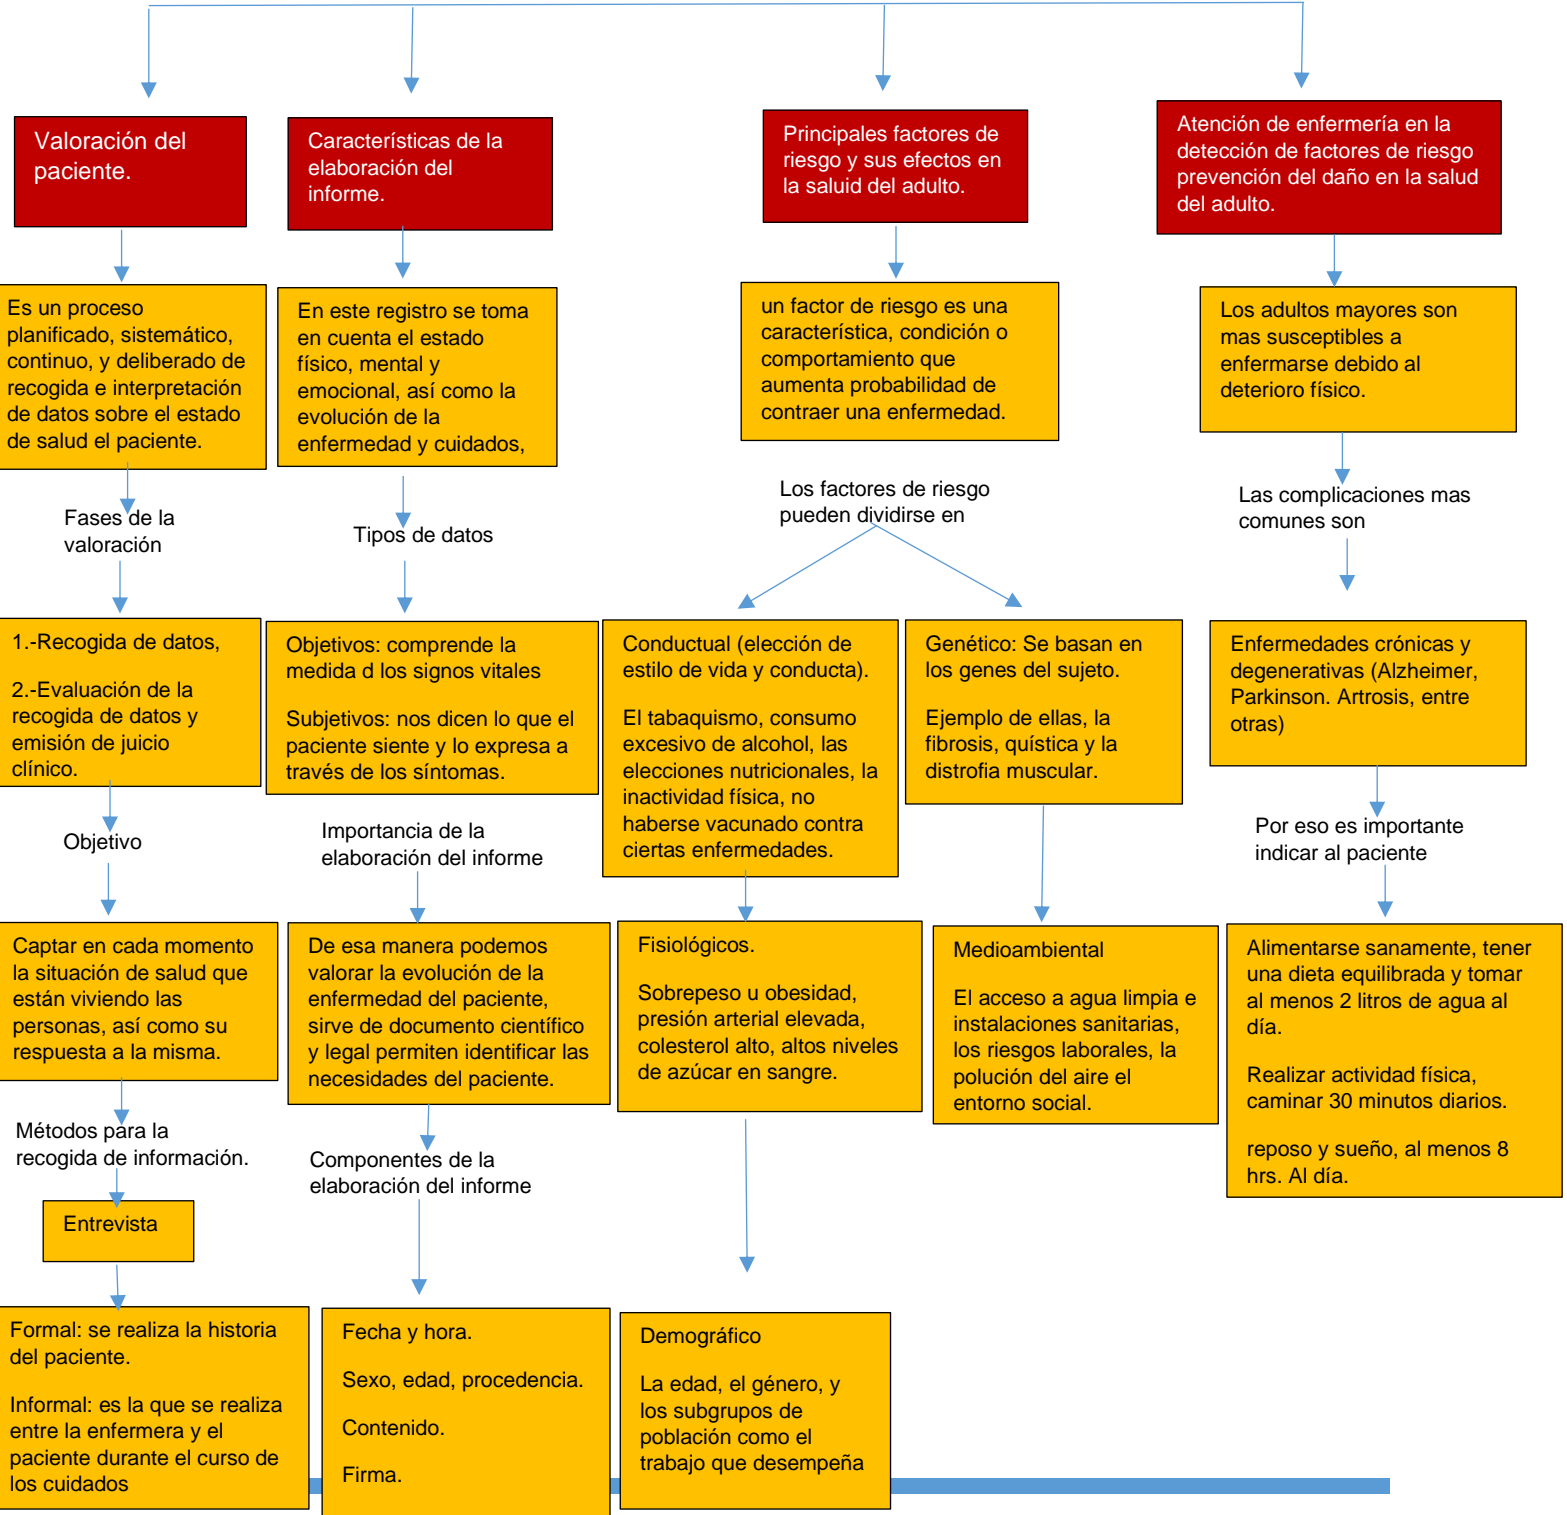 Valoración del
paciente.
Es un proceso
planificado, sistemático,
continuo, y deliberado de
recogida e interpretación
de datos sobre el estado
de salud el paciente.
Fases de la
valoración
1.-Recogida de datos,
2.-Evaluación de la
recogida de datos y
emisión de juicio
clínico.
Objetivo
Captar en cada momento
la situación de salud que
están viviendo las
personas, así como su
respuesta a la misma.
Métodos para la
recogida de información.
Entrevista
Formal: se realiza la historia
del paciente.
Informal: es la que se realiza
entre la enfermera y el
paciente durante el curso de
los cuidados
Características de la
elaboración del
informe.
En este registro se toma
en cuenta el estado
físico, mental y
emocional, así como la
evolución de la
enfermedad y cuidados,
Tipos de datos
Objetivos: comprende la
medida d los signos vitales
Subjetivos: nos dicen lo que el
paciente siente y lo expresa a
través de los síntomas.
Importancia de la
elaboración del informe
De esa manera podemos
valorar la evolución de la
enfermedad del paciente,
sirve de documento científico
y legal permiten identificar las
necesidades del paciente.
Componentes de la
elaboración del informe
Fecha y hora.
Sexo, edad, procedencia.
Contenido.
Firma.
Principales factores de
riesgo y sus efectos en
la saluid del adulto.
un factor de riesgo es una
característica, condición o
comportamiento que
aumenta probabilidad de
contraer una enfermedad.
Los factores de riesgo
pueden dividirse en
Conductual (elección de
estilo de vida y conducta).
El tabaquismo, consumo
excesivo de alcohol, las
elecciones nutricionales, la
inactividad física, no
haberse vacunado contra
ciertas enfermedades.
Fisiológicos.
Sobrepeso u obesidad,
presión arterial elevada,
colesterol alto, altos niveles
de azúcar en sangre.
Demográfico
La edad, el género, y
los subgrupos de
población como el
trabajo que desempeña
Genético: Se basan en
los genes del sujeto.
Ejemplo de ellas, la
fibrosis, quística y la
distrofia muscular.
Medioambiental
El acceso a agua limpia e
instalaciones sanitarias,
los riesgos laborales, la
polución del aire el
entorno social.
Atención de enfermería en la
detección de factores de riesgo
prevención del daño en la salud
del adulto.
Los adultos mayores son
mas susceptibles a
enfermarse debido al
deterioro físico.
Las complicaciones mas
comunes son
Enfermedades crónicas y
degenerativas (Alzheimer,
Parkinson. Artrosis, entre
otras)
Por eso es importante
indicar al paciente
Alimentarse sanamente, tener
una dieta equilibrada y tomar
al menos 2 litros de agua al
día.
Realizar actividad física,
caminar 30 minutos diarios.
reposo y sueño, al menos 8
hrs. Al día.